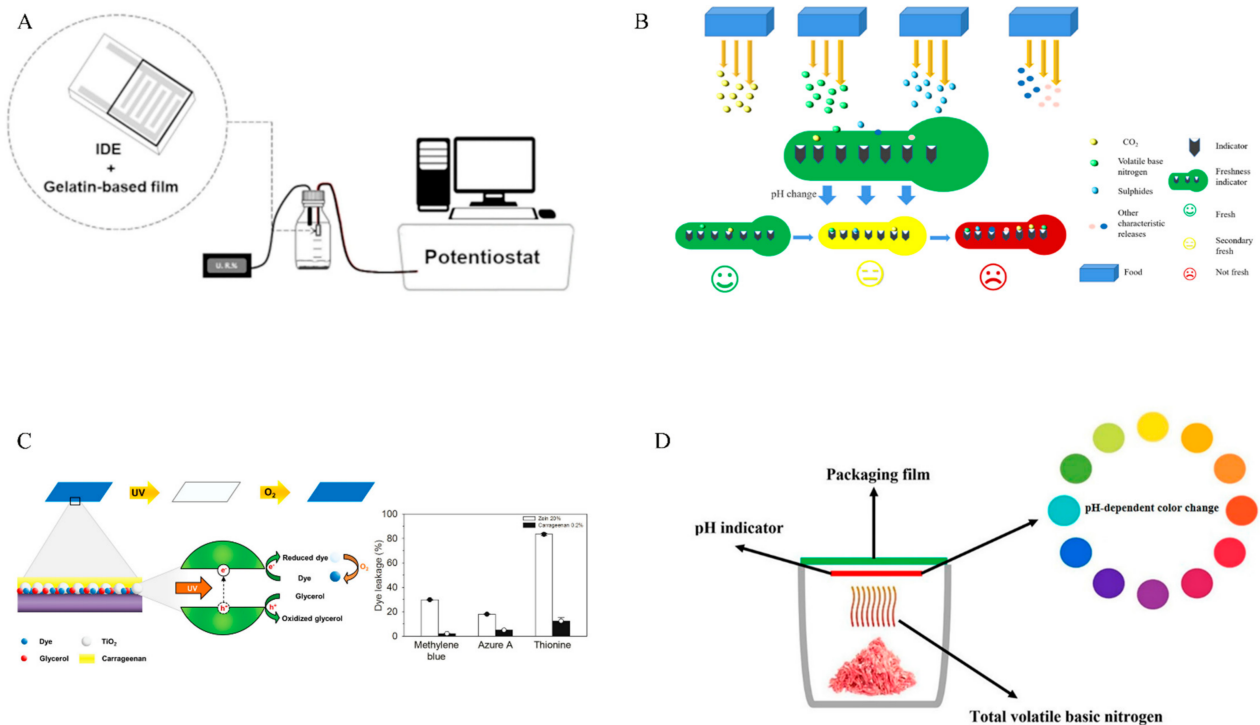 A
IDE
+
Gelatin-based film
U. R,%
Potentiostat
B
pH change
CO2
Volatile base
nitrogen
Sulphides
Other
characteristic
releases
Food
Indicator
Freshness
indicator
Fresh
Secondary
fresh
Not fresh
C
UV
O2
UV
e-
h+
e-
h+
Reduced dye
Dye
O2
Glycerol
Oxidized glycerol
Dye
TiO2
Glycerol
Carrageenan
Dye leakage (%)
100
80
60
40
20
0
Zein 20%
Carrageenan 0.2%
Methylene
blue
Azure A
Thionine
D
Packaging film
pH indicator
pH-dependent color change
Total volatile basic nitrogen